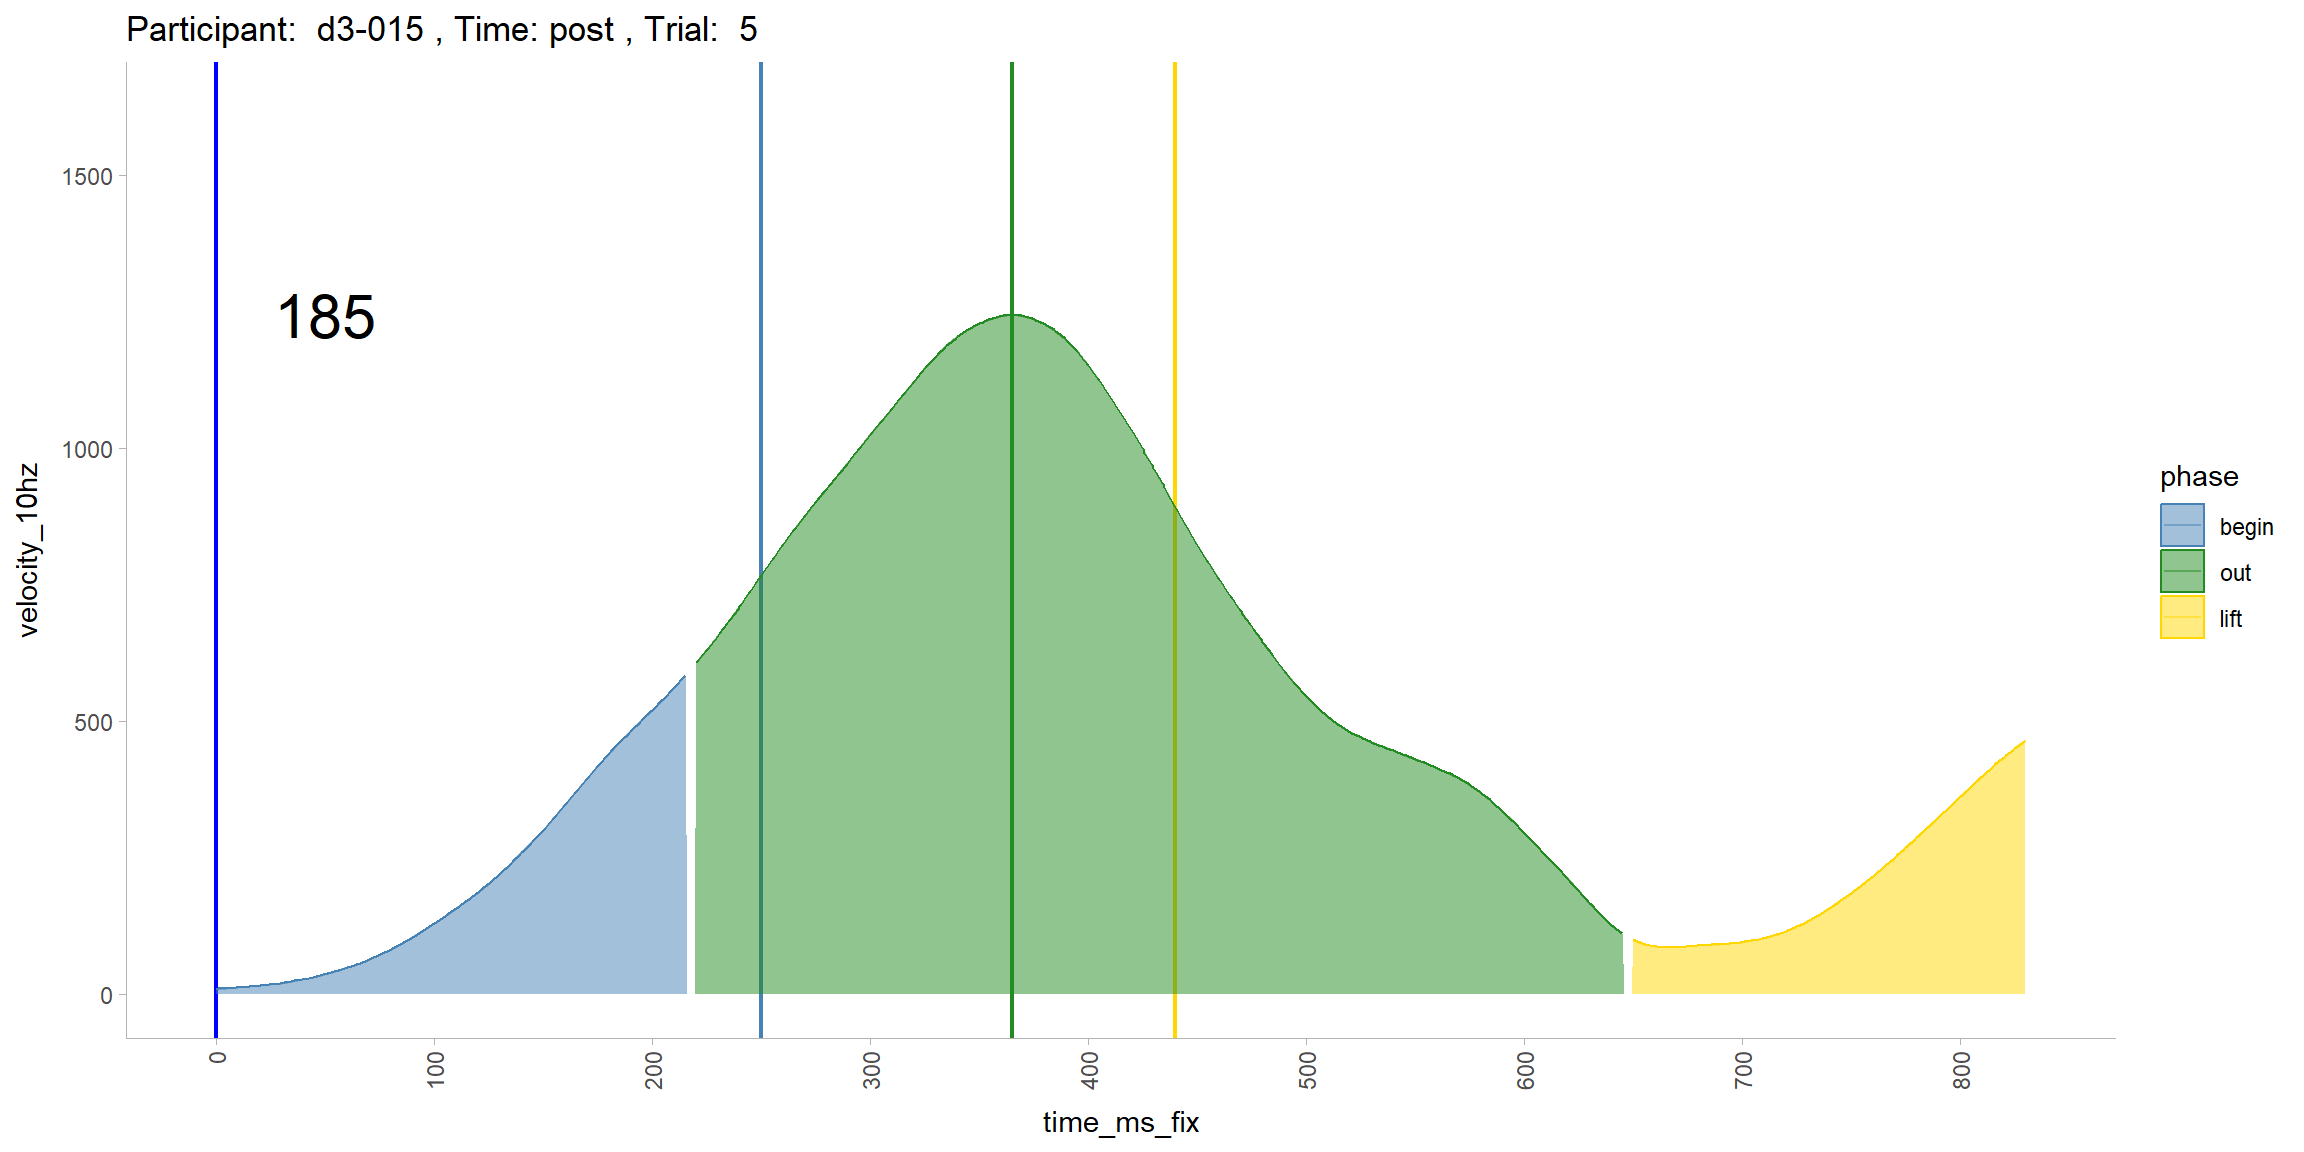 Participant:  d3-015 , Time: post , Trial:  5
1500
1000
500
0
velocity_10hz
185
0
100
200
300
400
500
600
700
800
time_ms_fix
phase
begin
out
lift